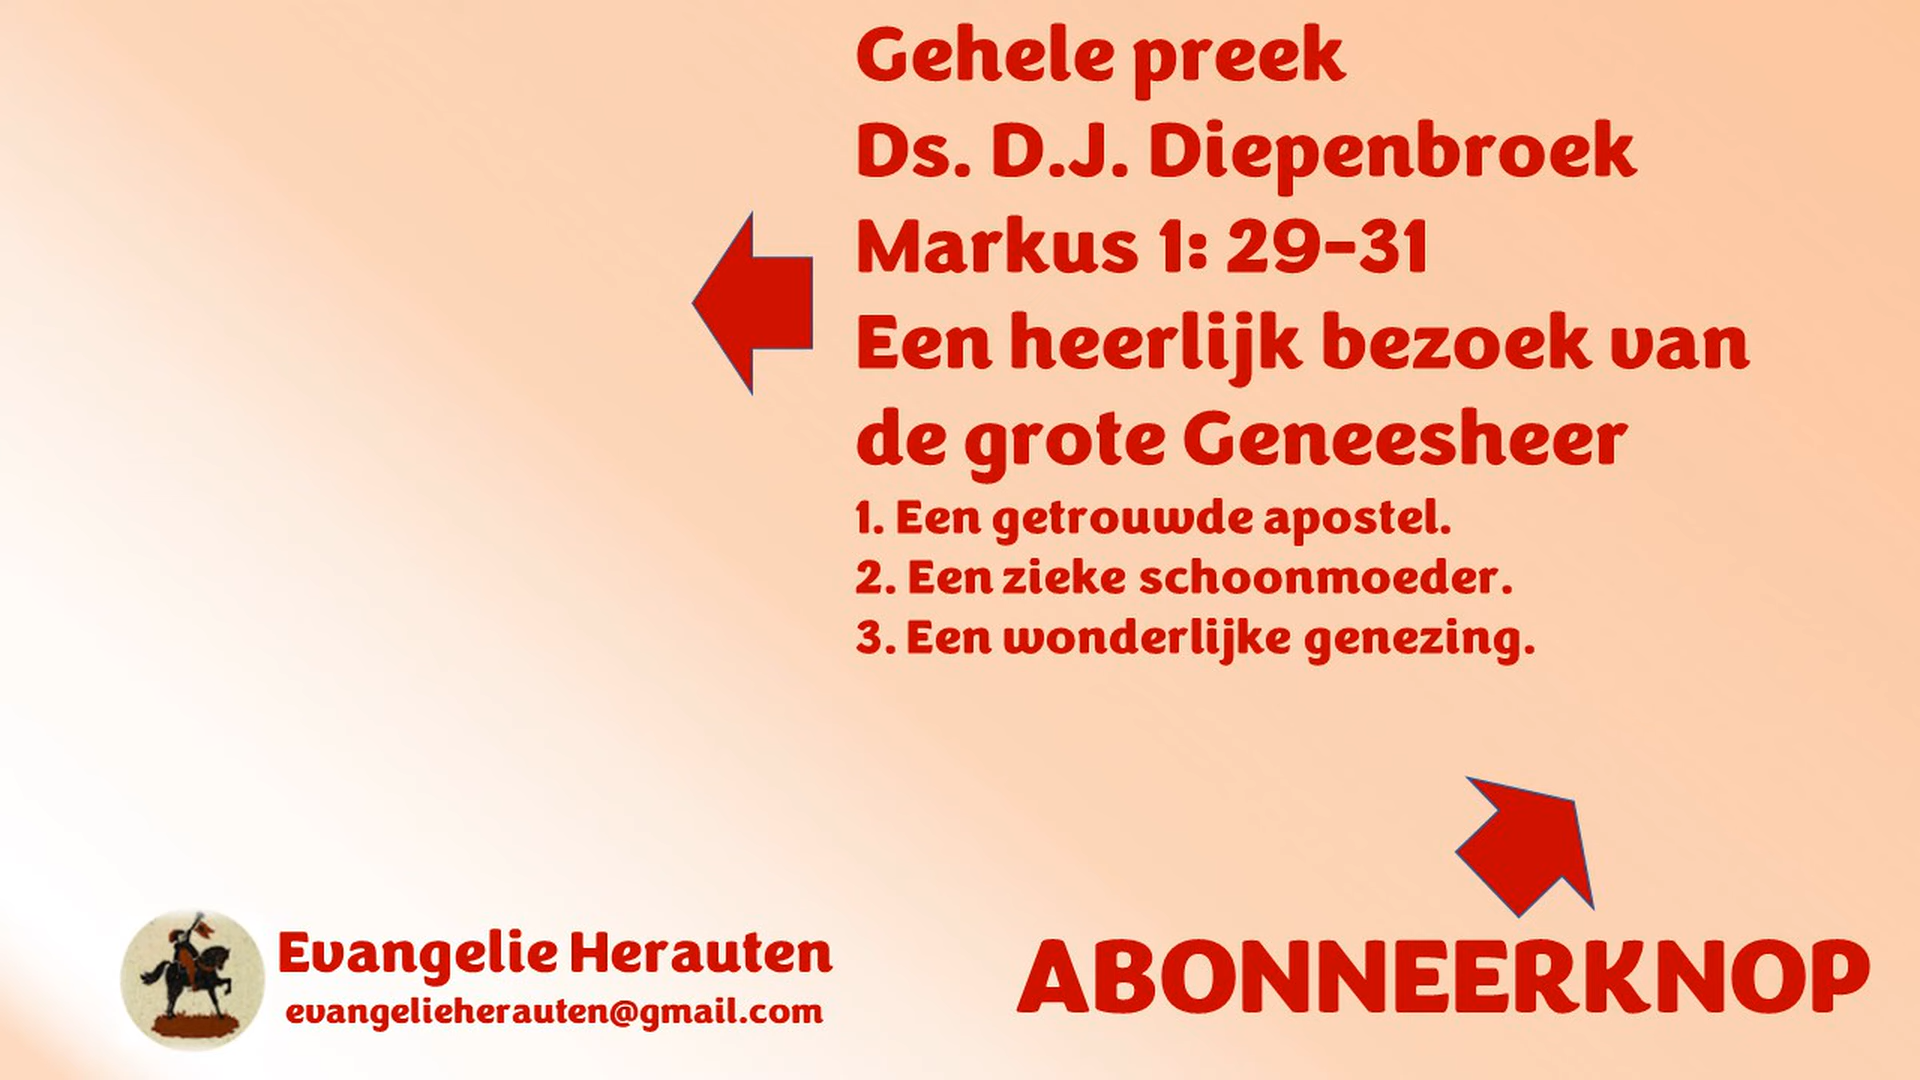 Gehele preek
Ds. D.J. Diepenbroek
Markus 1: 29-31
Een heerlijk bezoek van
de grote Geneesheer
1. Een getrouwde apostel.
2. Een zieke schoonmoeder.
3. Een wonderlijke genezing.
Evangelie Herauten
evangelieherauten@gmail.com
ABONNEERKNOP